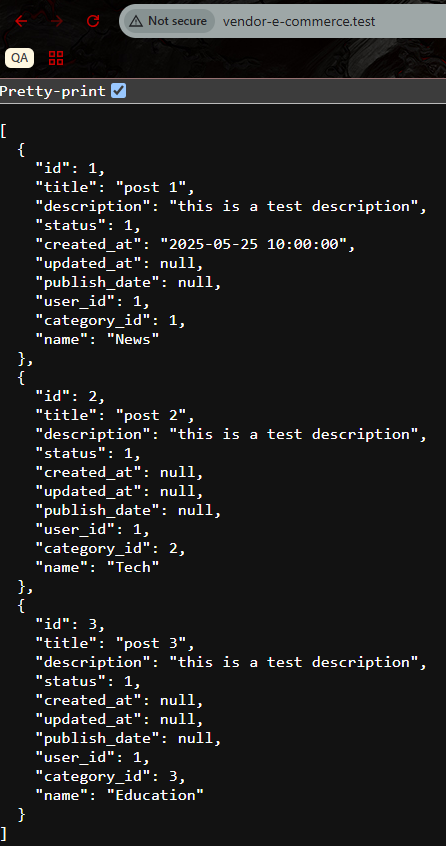 Not secure vendor-e-commerce.test
QA
Pretty-print
[
  {
    "id": 1,
    "title": "post 1",
    "description": "this is a test description",
    "status": 1,
    "created_at": "2025-05-25 10:00:00",
    "updated_at": null,
    "publish_date": null,
    "user_id": 1,
    "category_id": 1,
    "name": "News"
  },
  {
    "id": 2,
    "title": "post 2",
    "description": "this is a test description",
    "status": 1,
    "created_at": null,
    "updated_at": null,
    "publish_date": null,
    "user_id": 1,
    "category_id": 2,
    "name": "Tech"
  },
  {
    "id": 3,
    "title": "post 3",
    "description": "this is a test description",
    "status": 1,
    "created_at": null,
    "updated_at": null,
    "publish_date": null,
    "user_id": 1,
    "category_id": 3,
    "name": "Education"
  }
]